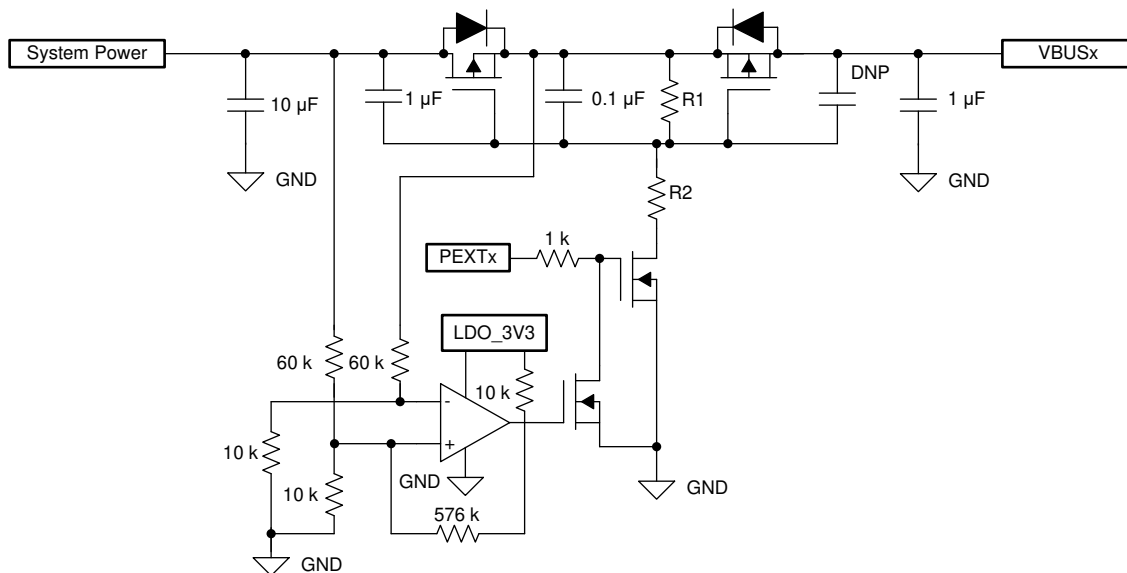 System Power
VBUSx
DNP
10 µF
1 µF
0.1 µF
R1
1 µF
GND
GND
R2
1 k
PEXTx
LDO_3V3
60 k
60 k
10 k
-
+
10 k
GND
10 k
GND
576 k
GND